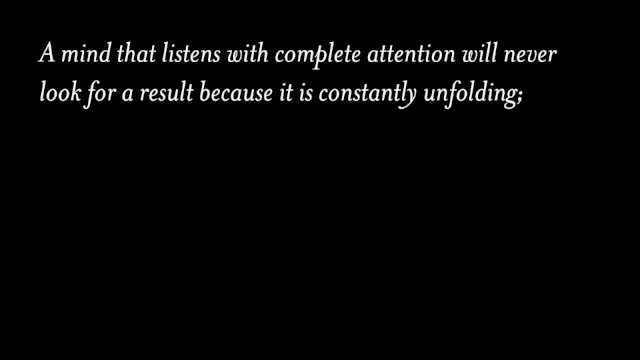 A mind that listens with complete attention will never
look for a result because it is constantly unfolding;